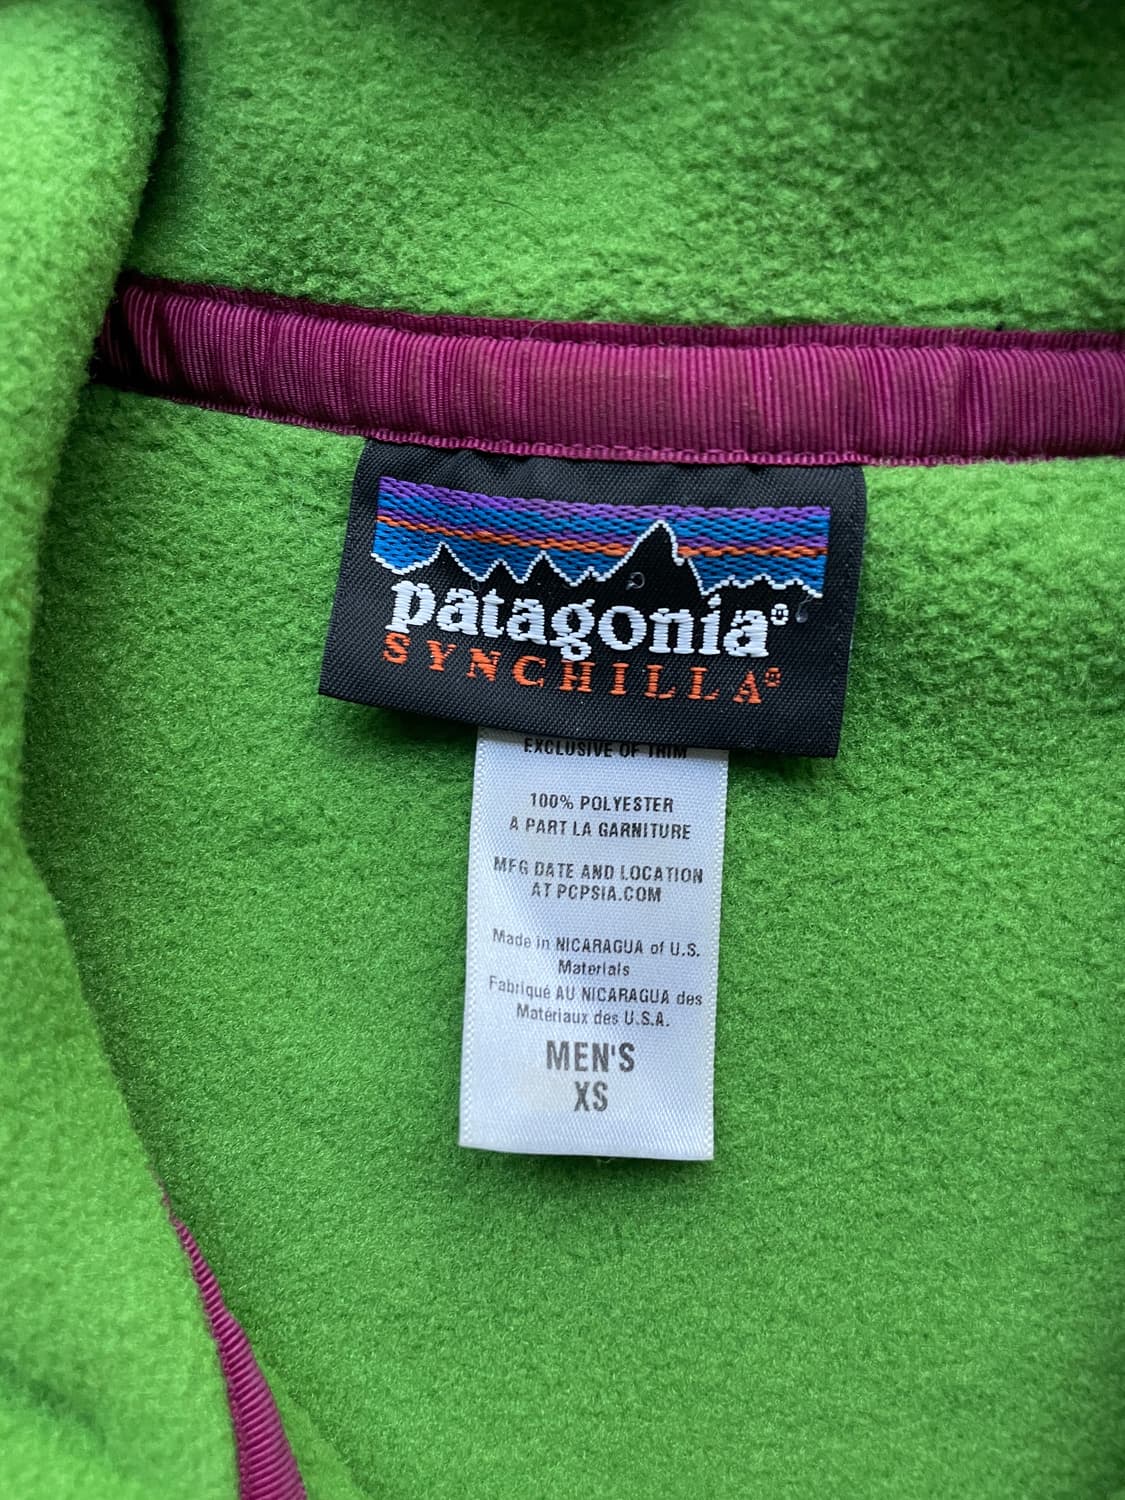 patagonia®
SYNCHILLA®
EXCLUSIVE OF TRIM
100% POLYESTER
A PART LA GARNITURE
MFG DATE AND LOCATION
AT PCPSIA.COM
Made in NICARAGUA of U.S.
Materials
Fabriqué AU NICARAGUA des
Matériaux des U.S.A.
MEN'S
XS